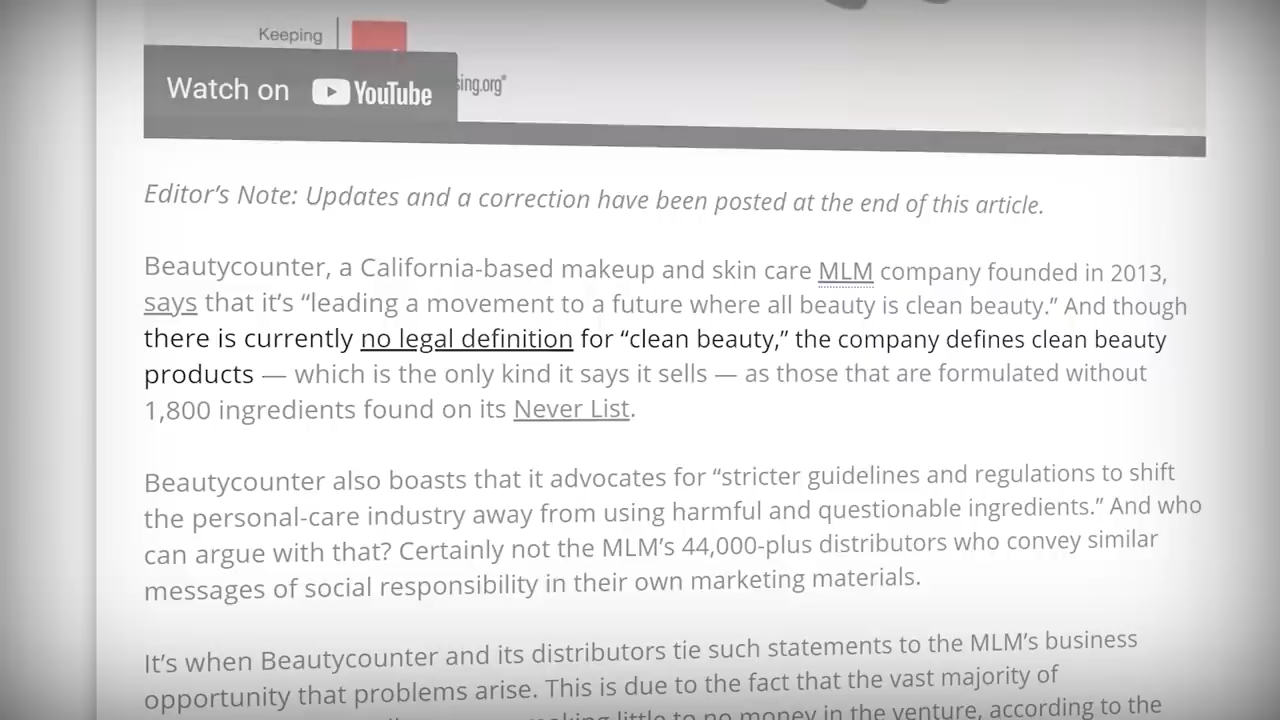 Keeping
Watch on YouTube
sing.org®
Editor's Note: Updates and a correction have been posted at the end of this article.
Beautycounter, a California-based makeup and skin care MLM company founded in 2013,
says that it's “leading a movement to a future where all beauty is clean beauty.” And though
there is currently no legal definition for “clean beauty,” the company defines clean beauty
products — which is the only kind it says it sells — as those that are formulated without
1,800 ingredients found on its Never List.
Beautycounter also boasts that it advocates for “stricter guidelines and regulations to shift
the personal-care industry away from using harmful and questionable ingredients.” And who
can argue with that? Certainly not the MLM's 44,000-plus distributors who convey similar
messages of social responsibility in their own marketing materials.
It's when Beautycounter and its distributors tie such statements to the MLM's business
opportunity that problems arise. This is due to the fact that the vast majority of
little to no money in the venture, according to the